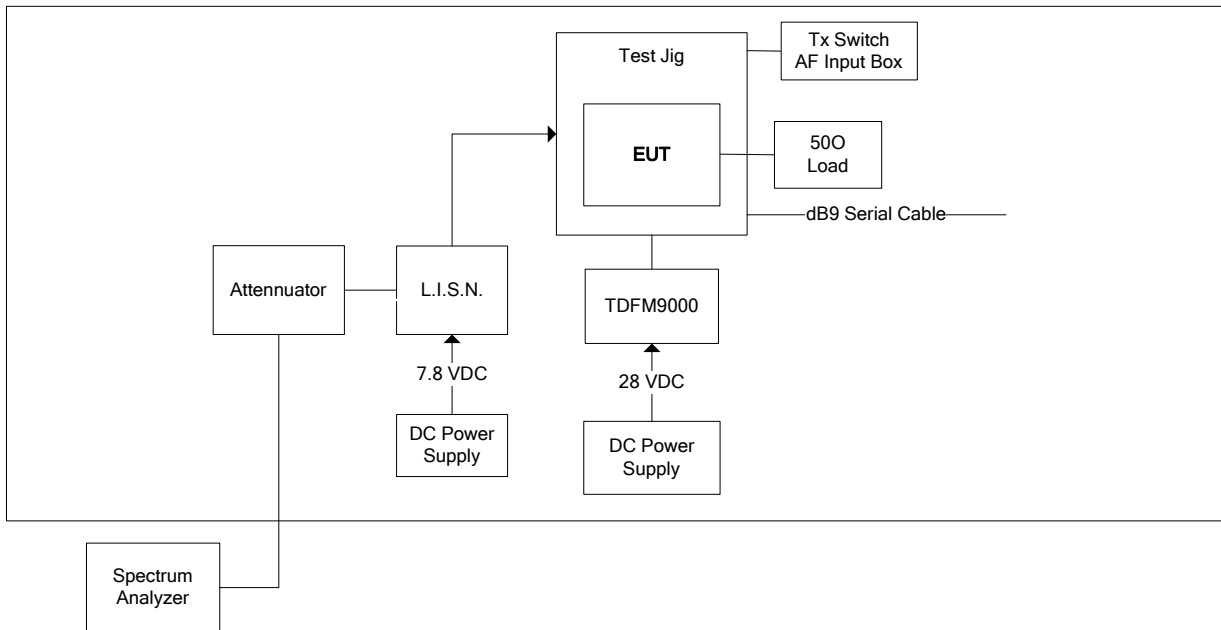 Tx Switch
AF Input Box
Test Jig
EUT
50O
Load
dB9 Serial Cable
Attennuator
L.I.S.N.
TDFM9000
7.8 VDC
28 VDC
DC Power
Supply
DC Power
Supply
Spectrum
Analyzer